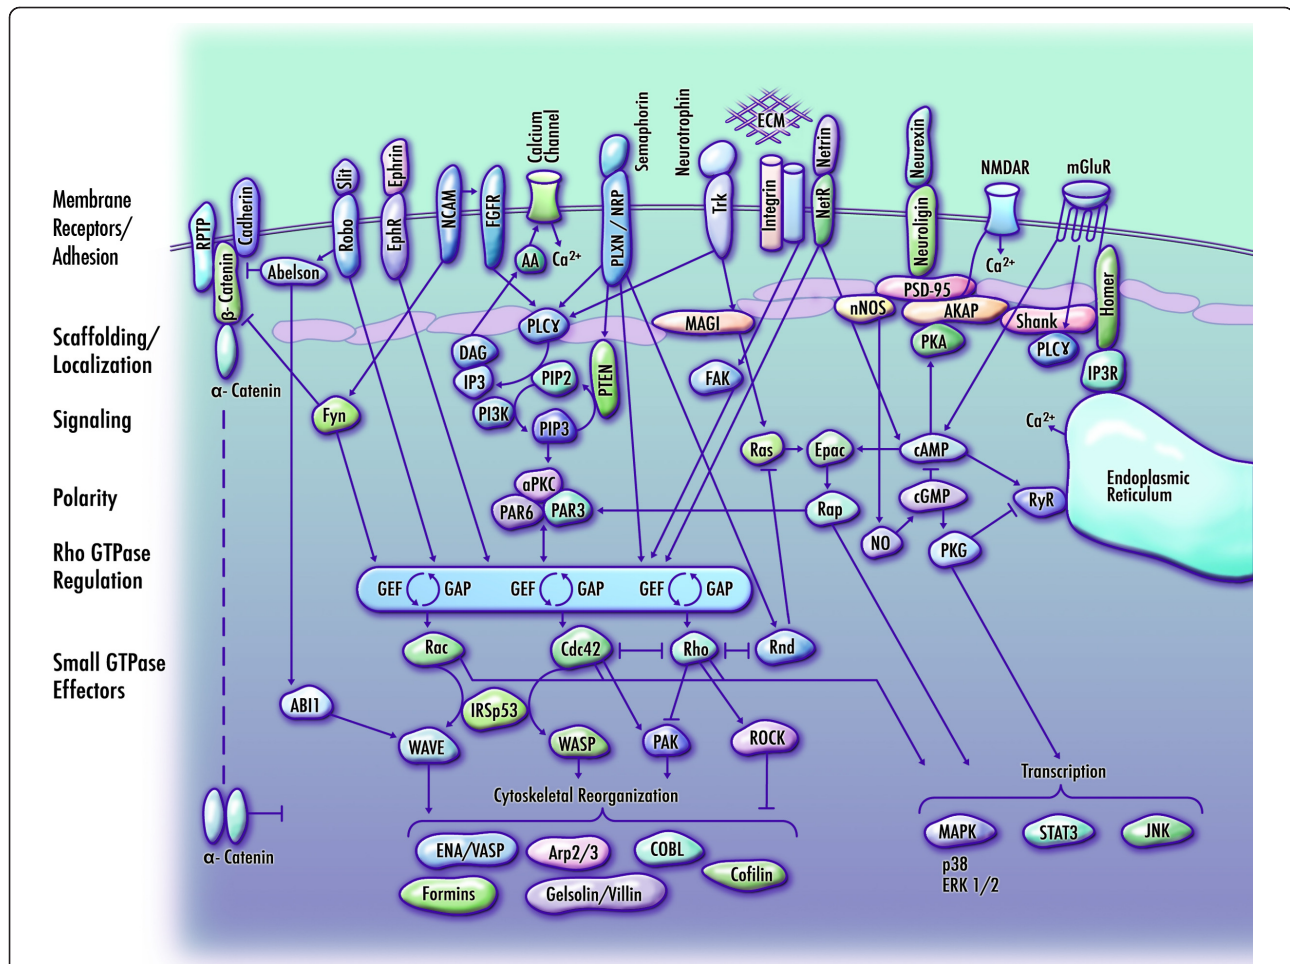 Membrane
Receptors/
Adhesion
Scaffolding/
Localization
Signaling
Polarity
Rho GTPase
Regulation
Small GTPase
Effectors
RPTP
Cadherin
β- Catenin
α- Catenin
Abelson
Slit
Robo
Ephrin
EphR
NCAM
FGFR
Calcium
Channel
AA
Ca2+
Semaphorin
PLXN / NRP
Neurotrophin
Trk
ECM
Integrin
Netrin
NetR
Neurexin
Neuroligin
NMDAR
Ca2+
mGluR
Homer
PSD-95
nNOS
AKAP
Shank
PKA
PLCɣ
IP3R
MAGI
FAK
PLCɣ
DAG
IP3
PI3K
PIP2
PIP3
PTEN
Fyn
Ras
Epac
cAMP
cGMP
Rap
NO
PKG
RyR
Ca2+
Endoplasmic
Reticulum
aPKC
PAR6
PAR3
GEF
GAP
GEF
GAP
GEF
GAP
Rac
Cdc42
Rho
Rnd
ABI1
IRSp53
WAVE
WASP
PAK
ROCK
Cytoskeletal Reorganization
Transcription
α- Catenin
ENA/VASP
Arp2/3
COBL
Cofilin
Formins
Gelsolin/Villin
MAPK
STAT3
JNK
p38
ERK 1/2